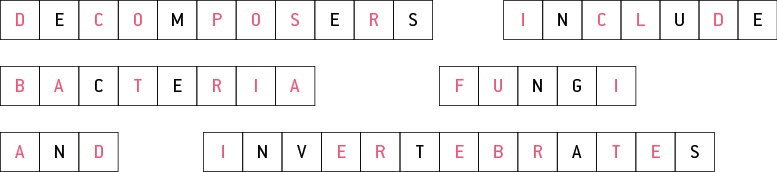 DECOMPOSERS INCLUDE
BACTERIA FUNGI
AND INVERTEBRATES